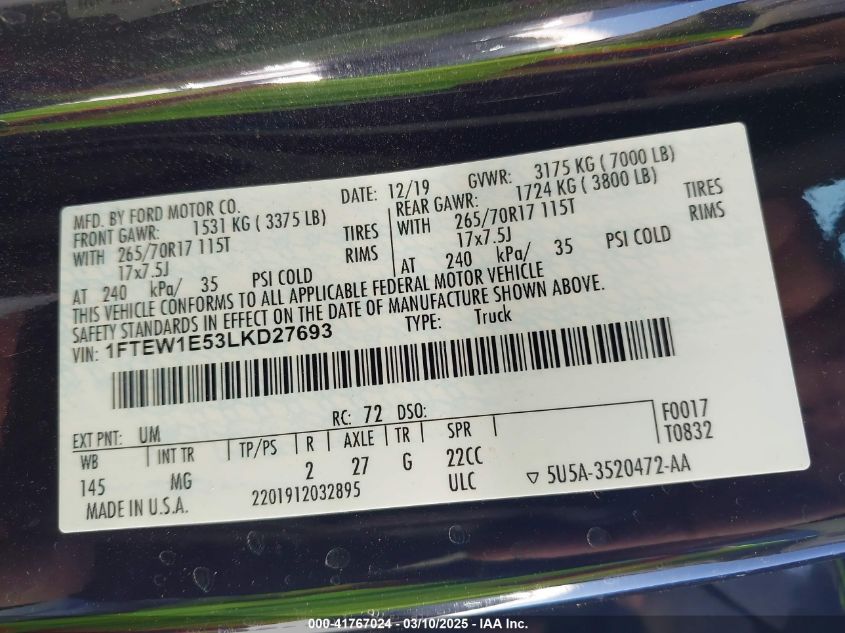 MFD. BY FORD MOTOR CO.
DATE: 12/19
GVWR: 3175 KG ( 7000 LB)
FRONT GAWR: 1531 KG ( 3375 LB)
REAR GAWR: 1724 KG ( 3800 LB)
WITH 265/70R17 115T TIRES
WITH 265/70R17 115T TIRES
17x7.5J RIMS
17x7.5J RIMS
AT 240 kPa/ 35 PSI COLD
AT 240 kPa/ 35 PSI COLD
THIS VEHICLE CONFORMS TO ALL APPLICABLE FEDERAL MOTOR VEHICLE
SAFETY STANDARDS IN EFFECT ON THE DATE OF MANUFACTURE SHOWN ABOVE.
VIN: 1FTEW1E53LKD27693
TYPE: Truck
EXT PNT: UM RC: 72 DSO: F0017
WB INT TR TP/PS R AXLE TR SPR T0832
145 MG 2 27 G 22CC
ULC
MADE IN U.S.A. 2201912032895
▽ 5U5A-3520472-AA
000-41767024 — 03/10/2025 — IAA Inc.